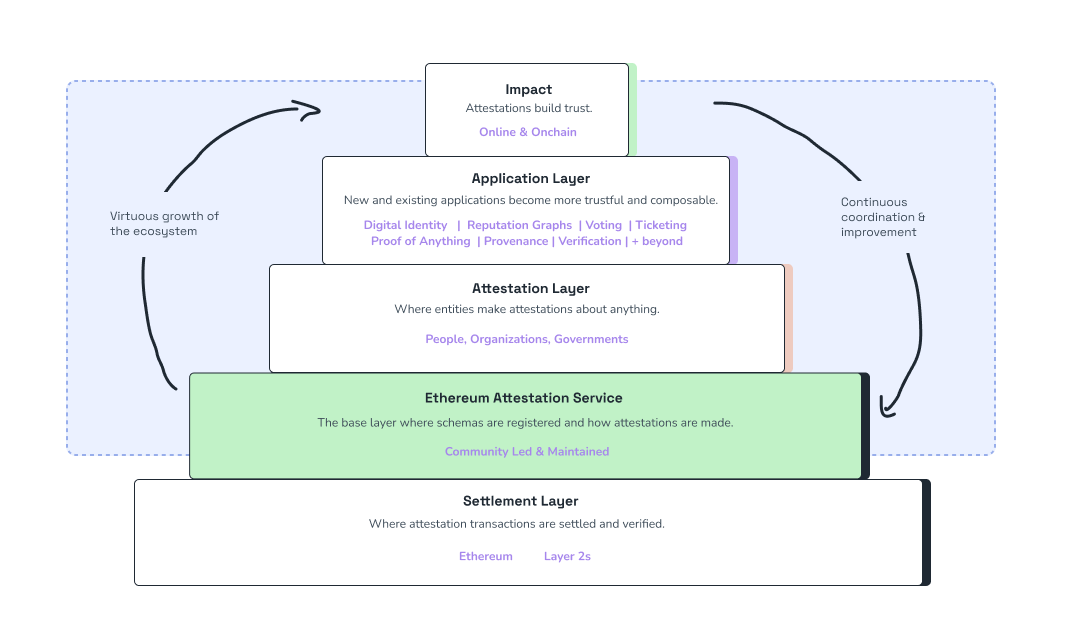 Impact
Attestations build trust.
Online & Onchain
Application Layer
New and existing applications become more trustful and composable.
Digital Identity | Reputation Graphs | Voting | Ticketing
Proof of Anything | Provenance | Verification | + beyond
Virtuous growth of
the ecosystem
Continuous
coordination &
improvement
Attestation Layer
Where entities make attestations about anything.
People, Organizations, Governments
Ethereum Attestation Service
The base layer where schemas are registered and how attestations are made.
Community Led & Maintained
Settlement Layer
Where attestation transactions are settled and verified.
Ethereum Layer 2s